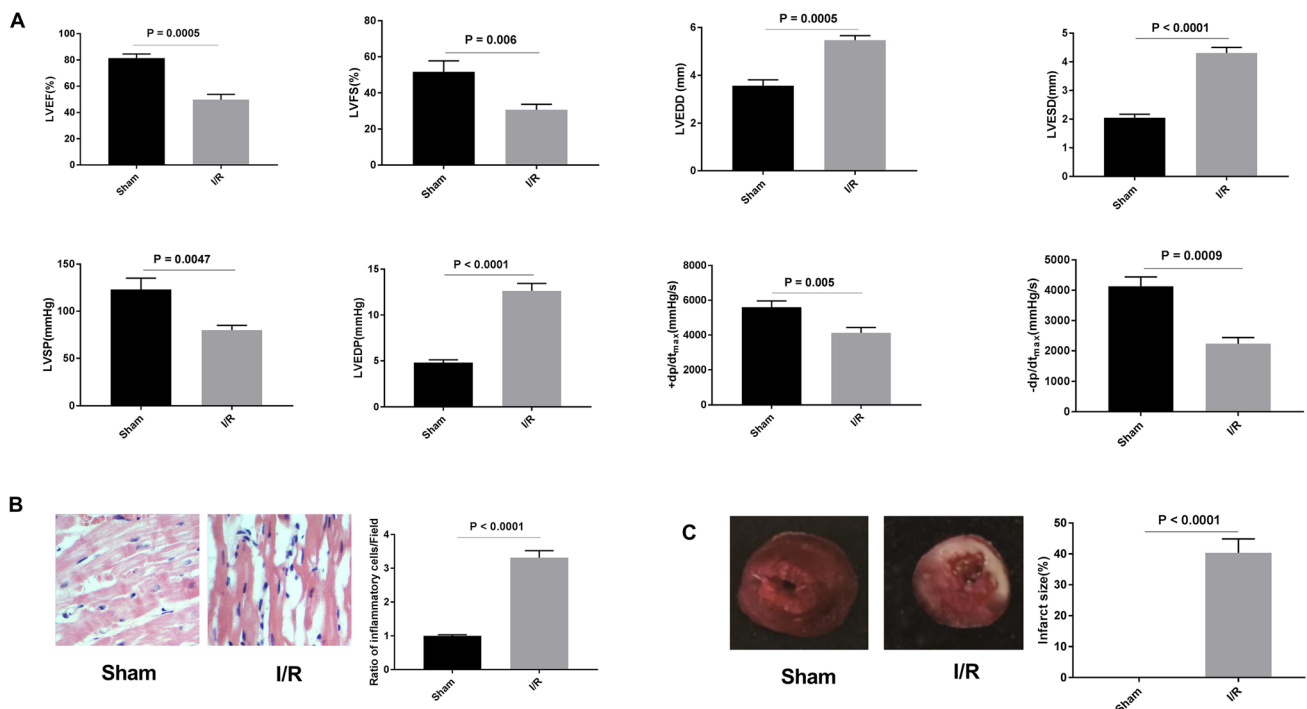 A
P = 0.0005
LVEF(%)
100
80
60
40
20
0
Sham
I/R
P = 0.006
LVFS(%)
80
60
40
20
0
Sham
I/R
P = 0.0005
LVEDD (mm)
6
4
2
0
Sham
I/R
P < 0.0001
LVESD(mm)
5
4
3
2
1
0
Sham
I/R
P = 0.0047
LVSP(mmHg)
150
100
50
0
Sham
I/R
P < 0.0001
LVEDP(mmHg)
15
10
5
0
Sham
I/R
P = 0.005
+dp/dtmax(mmHg/s)
8000
6000
4000
2000
0
Sham
I/R
P = 0.0009
-dp/dtmax(mmHg/s)
5000
4000
3000
2000
1000
0
Sham
I/R
B
Sham
I/R
P < 0.0001
Ratio of inflammatory cells/Field
4
3
2
1
0
Sham
I/R
C
Sham
I/R
P < 0.0001
Infarct size(%)
50
40
30
20
10
0
Sham
I/R